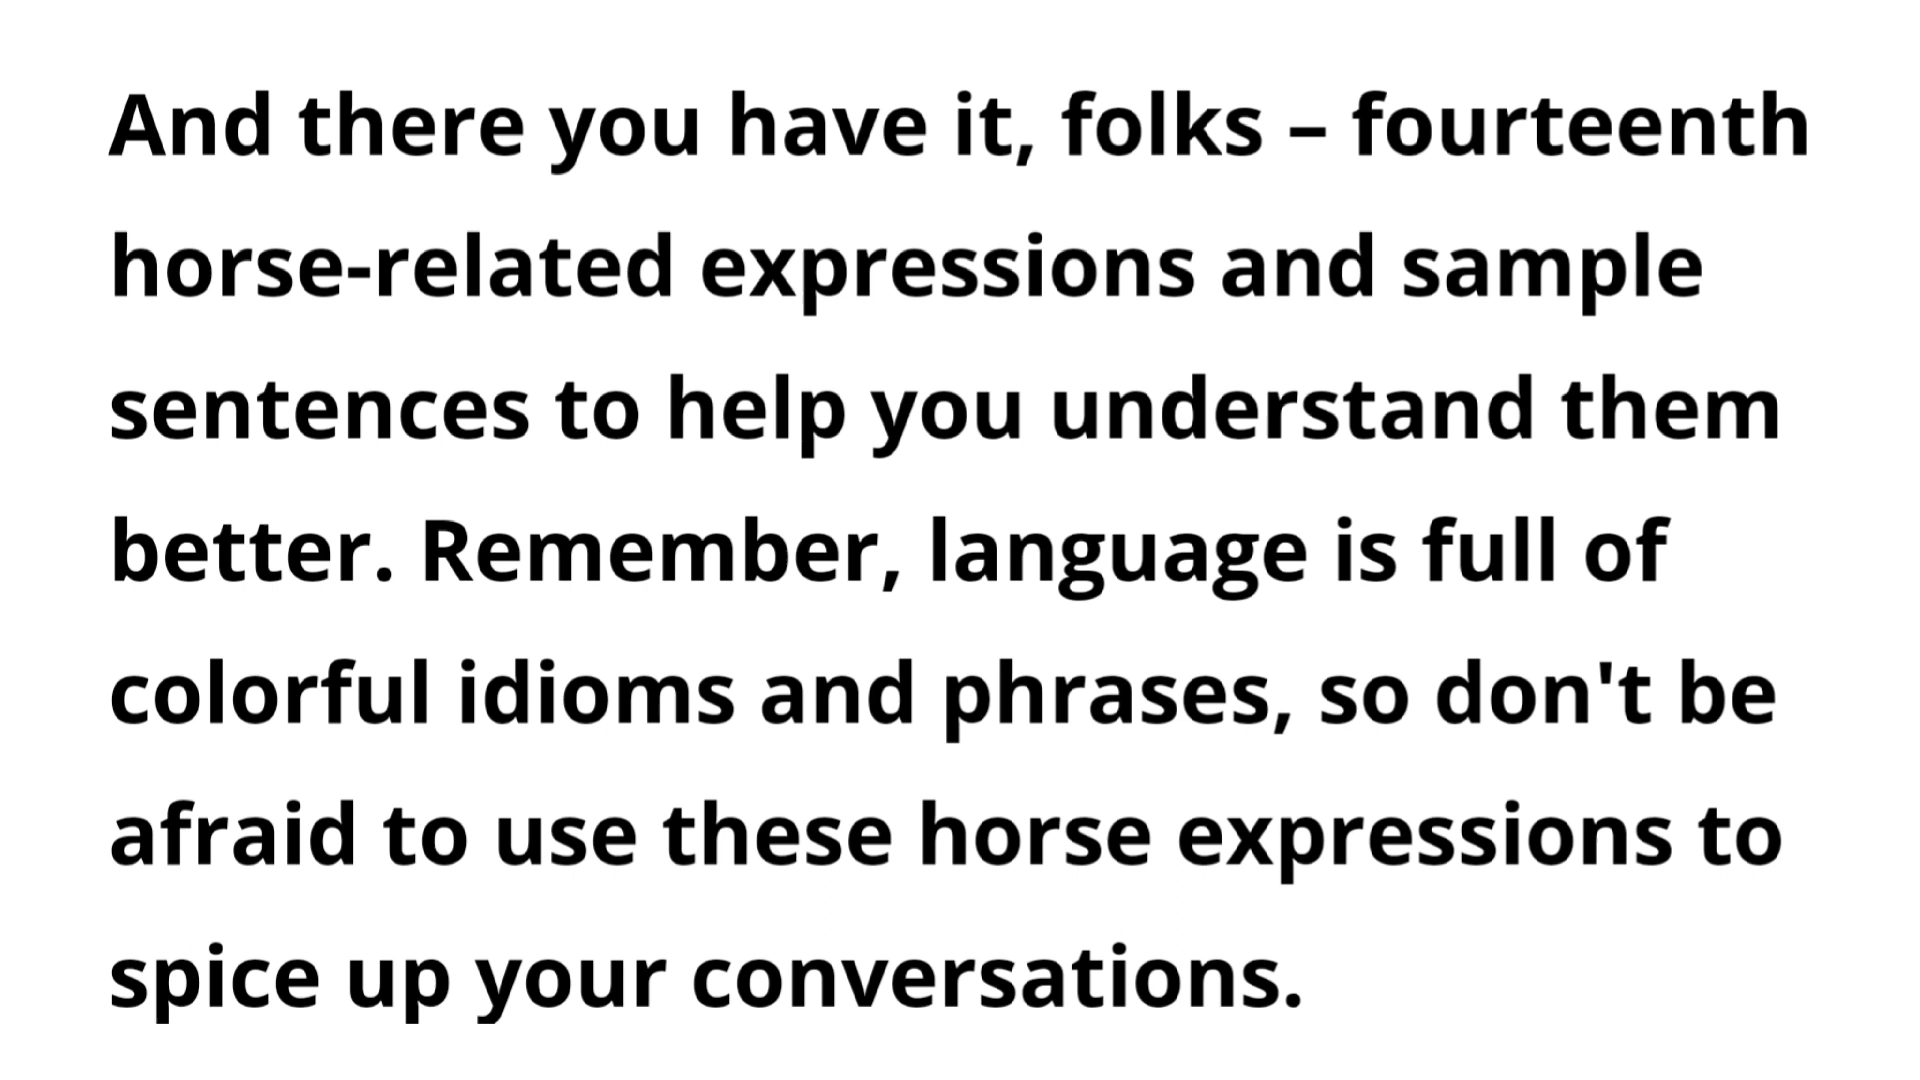 And there you have it, folks – fourteenth
horse-related expressions and sample
sentences to help you understand them
better. Remember, language is full of
colorful idioms and phrases, so don't be
afraid to use these horse expressions to
spice up your conversations.